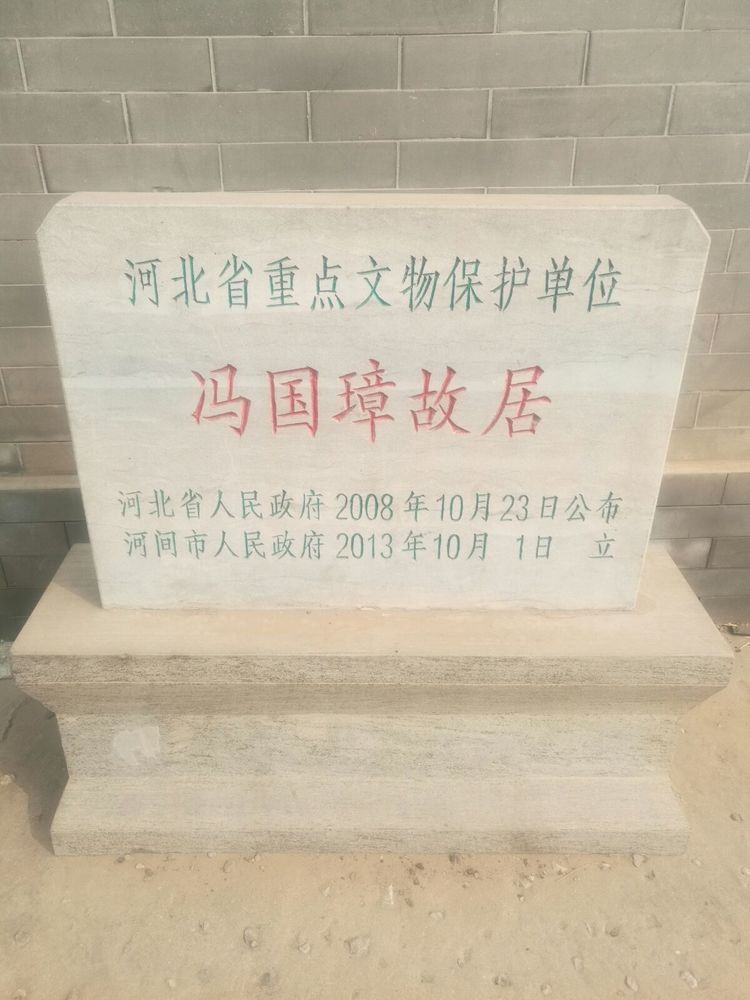 河北省重点文物保护单位
冯国璋故居
河北省人民政府2008年10月23日公布
河间市人民政府2013年10月 1日 立